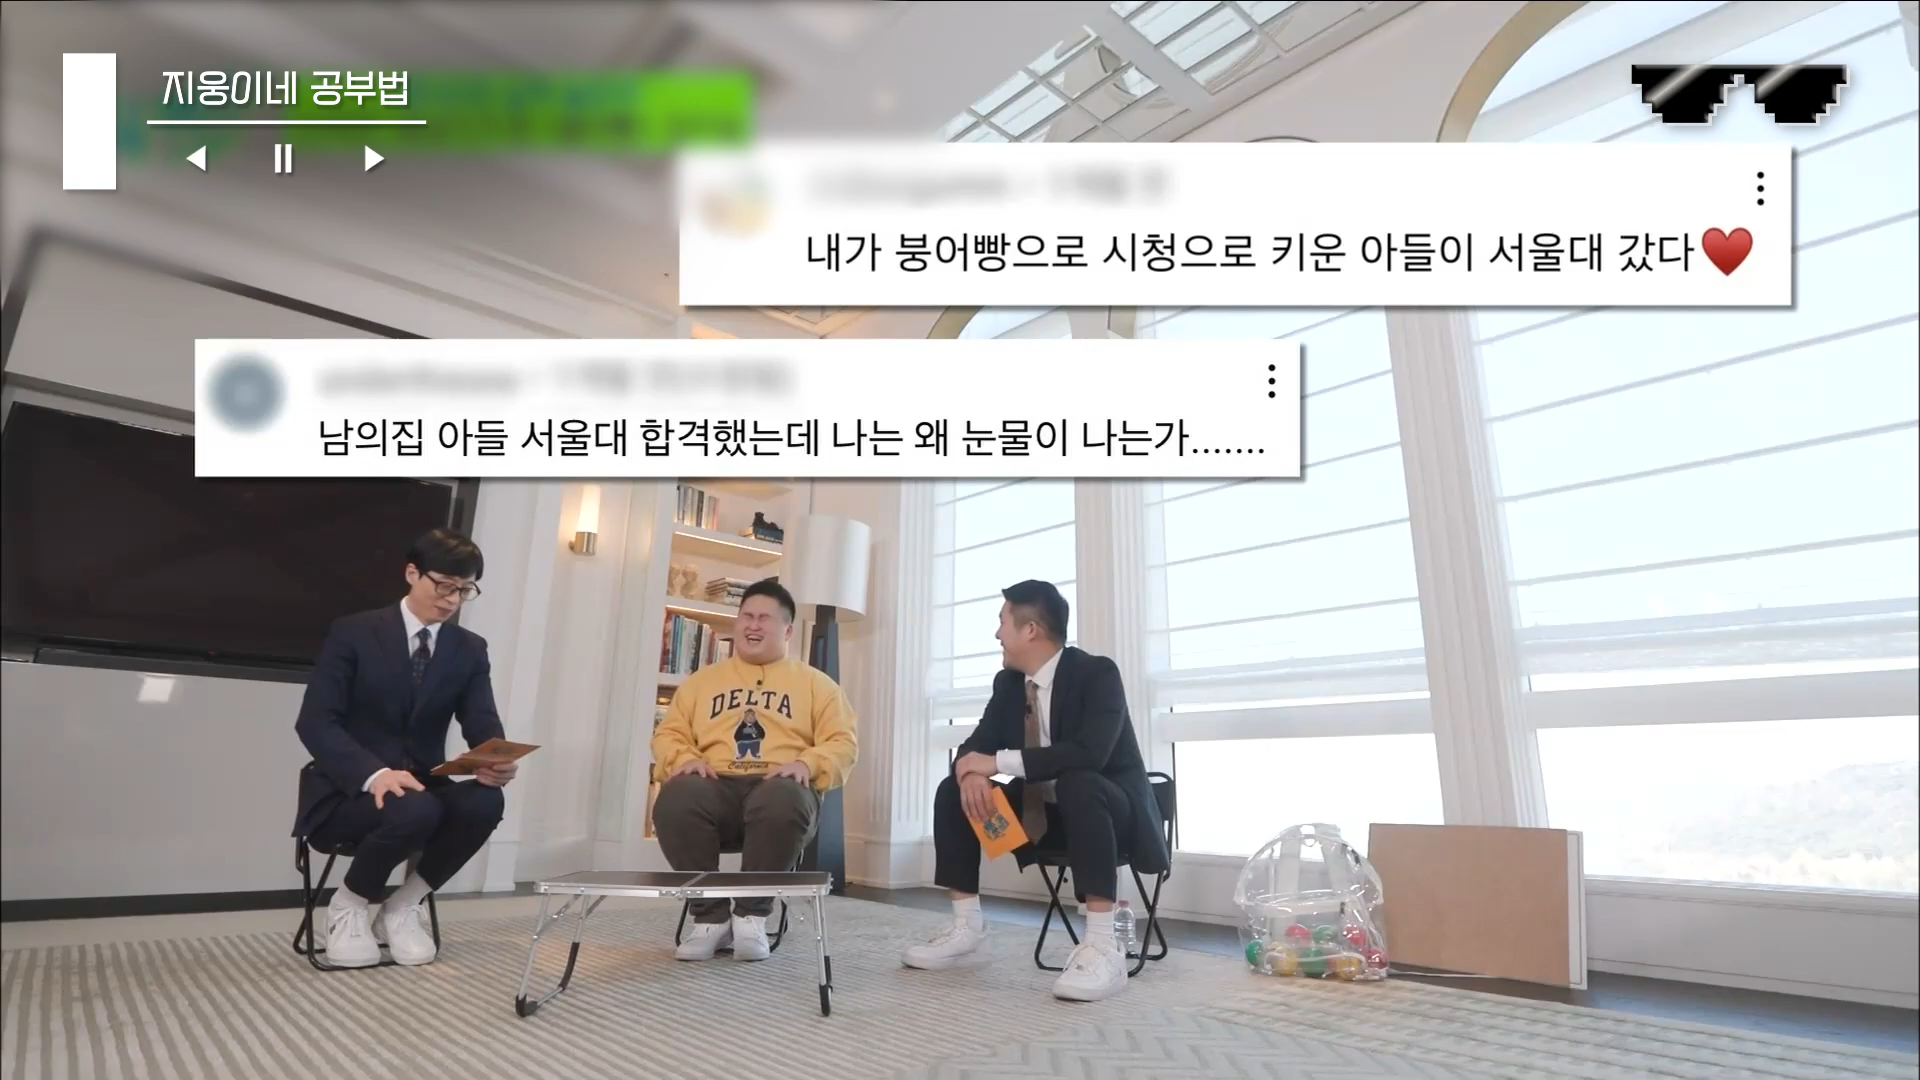 지웅이네 공부법
내가 붕어빵으로 시청으로 키운 아들이 서울대 갔다♥
남의집 아들 서울대 합격했는데 나는 왜 눈물이 나는가.......
DELTA
California